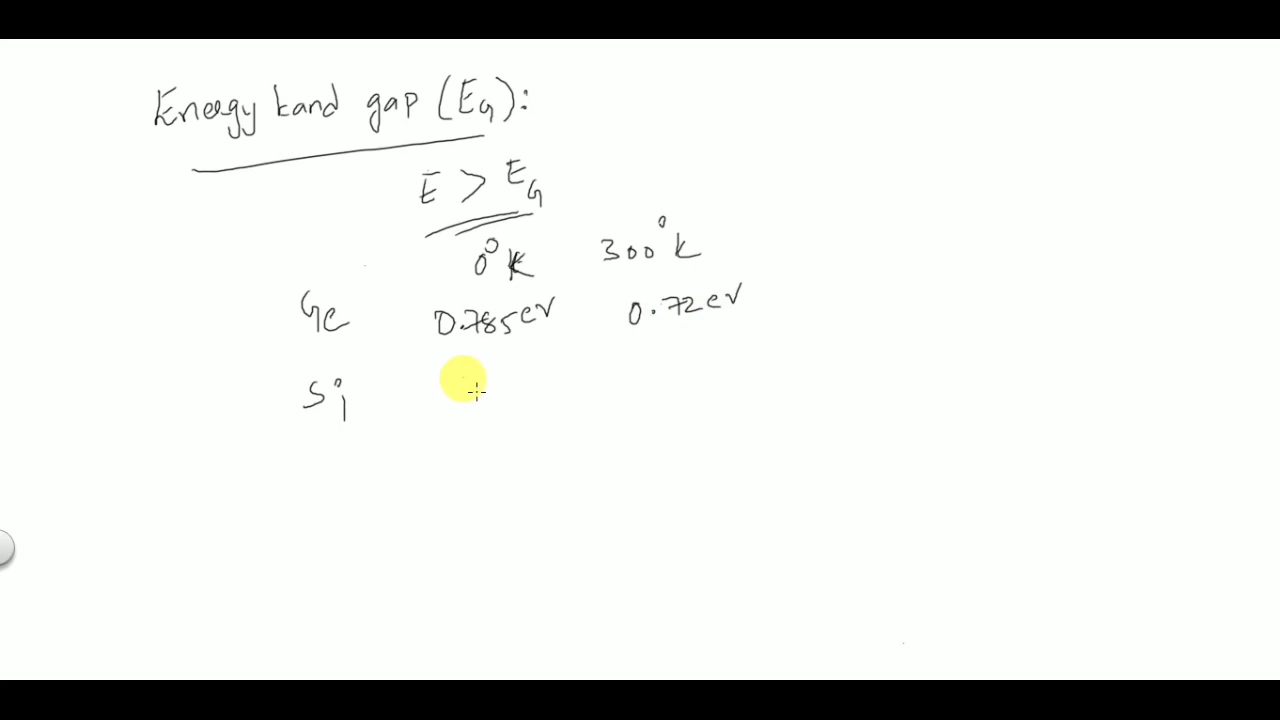 Energy band gap (EG):
E > EG
0°K 300°K
Ge 0.785eV 0.72eV
Si